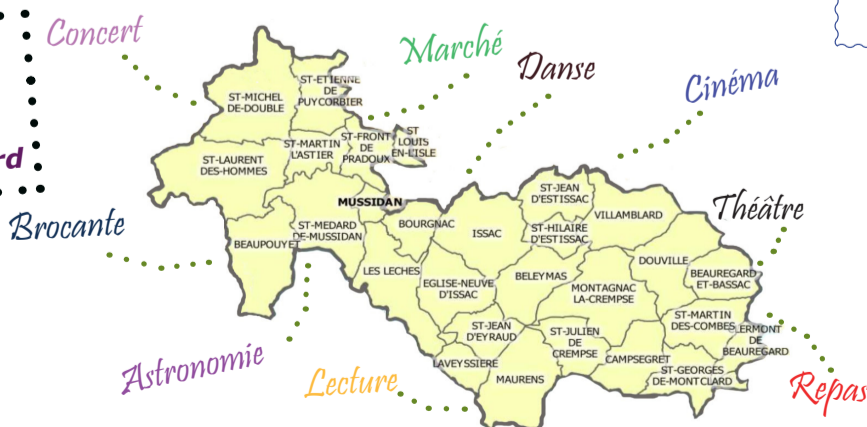 Concert
Marché
Danse
Cinéma
rd
ST-MICHEL
DE-DOUBLE
ST-ETIENNE
DE
PUYCORBIER
ST-LAURENT
DES-HOMMES
ST-MARTIN
L'ASTIER
ST-FRONT
DE
PRADOUX
ST
LOUIS
EN-L'ISLE
MUSSIDAN
Brocante
BEAUPOUYET
ST-MEDARD
DE-MUSSIDAN
BOURGNAC
ISSAC
ST-JEAN
D'ESTISSAC
VILLAMBLARD
Théâtre
ST-HILAIRE
D'ESTISSAC
LES LECHES
EGLISE-NEUVE
D'ISSAC
BELEYMAS
DOUVILLE
BEAUREGARD
ET-BASSAC
MONTAGNAC
LA-CREMPSE
ST-JEAN
D'EYRAUD
ST-JULIEN
DE
CREMPSE
ST-MARTIN
DES-COMBES
CLERMONT
DE
BEAUREGARD
LAVEYSSIERE
MAURENS
CAMPSEGRET
ST-GEORGES
DE-MONTCLARD
Astronomie
Lecture
Repas